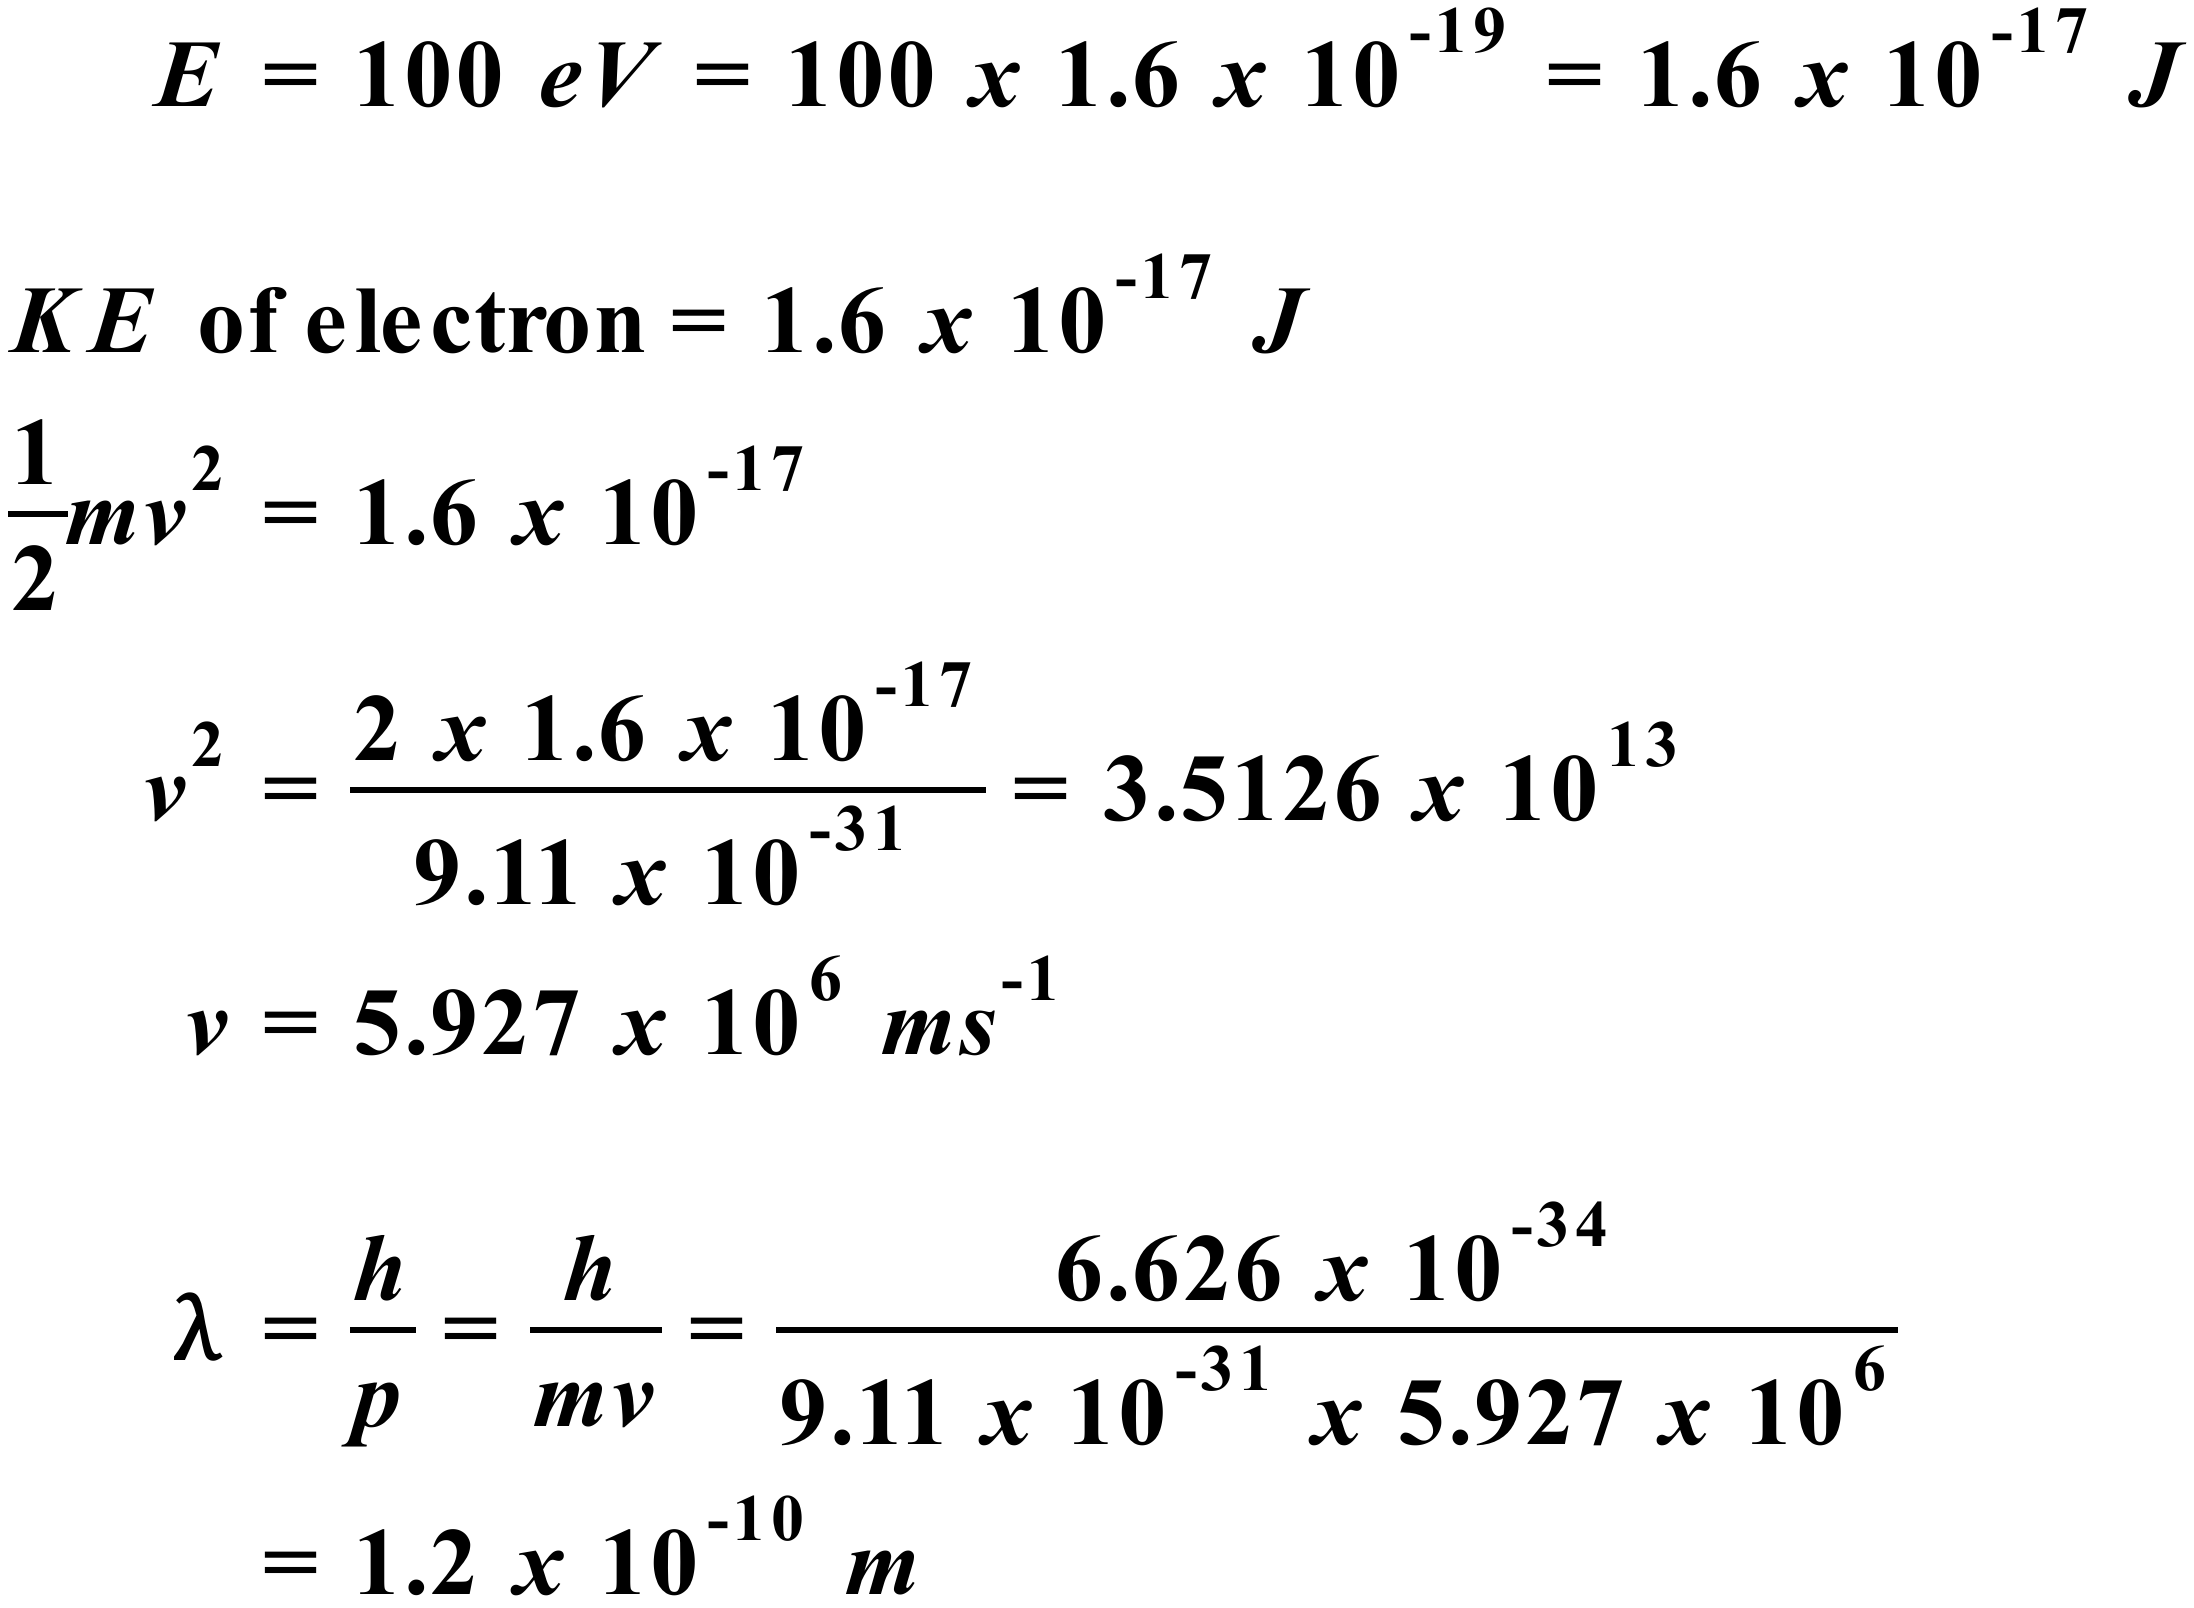 E = 100 eV = 100 x 1.6 x 10^-19 = 1.6 x 10^-17 J
KE of electron = 1.6 x 10^-17 J
1/2 mv^2 = 1.6 x 10^-17
v^2 = (2 x 1.6 x 10^-17)/(9.11 x 10^-31) = 3.5126 x 10^13
v = 5.927 x 10^6 ms^-1
λ = h/p = h/mv = (6.626 x 10^-34)/(9.11 x 10^-31 x 5.927 x 10^6)
= 1.2 x 10^-10 m